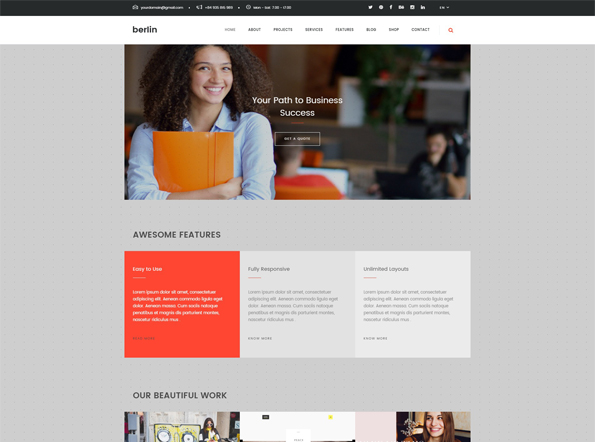 yourdomain@gmail.com
+84 935 816 989
Mon - Sat: 7:00 - 17:00
EN
berlin
HOME ABOUT PROJECTS SERVICES FEATURES BLOG SHOP CONTACT
Your Path to Business
Success
GET A QUOTE
AWESOME FEATURES
Easy to Use
Lorem ipsum dolor sit amet, consectetuer
adipiscing elit. Aenean commodo ligula eget
dolor. Aenean massa. Cum sociis natoque
penatibus et magnis dis parturient montes,
nascetur ridiculus mus.
KNOW MORE
Fully Responsive
Lorem ipsum dolor sit amet, consectetuer
adipiscing elit. Aenean commodo ligula eget
dolor. Aenean massa. Cum sociis natoque
penatibus et magnis dis parturient montes,
nascetur ridiculus mus.
KNOW MORE
Unlimited Layouts
Lorem ipsum dolor sit amet, consectetuer
adipiscing elit. Aenean commodo ligula eget
dolor. Aenean massa. Cum sociis natoque
penatibus et magnis dis parturient montes,
nascetur ridiculus mus.
KNOW MORE
OUR BEAUTIFUL WORK